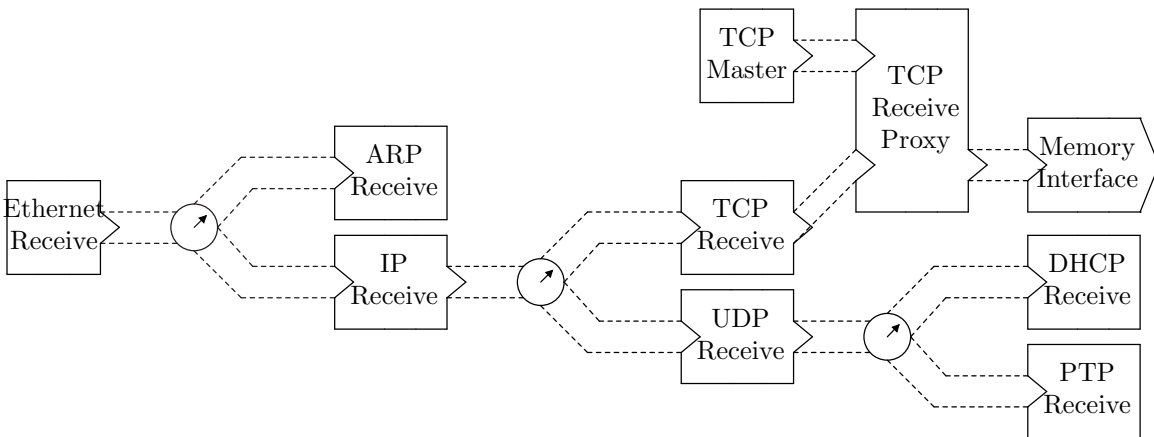 TCP
Master
TCP
Receive
Proxy
Memory
Interface
ARP
Receive
Ethernet
Receive
TCP
Receive
IP
Receive
DHCP
Receive
UDP
Receive
PTP
Receive